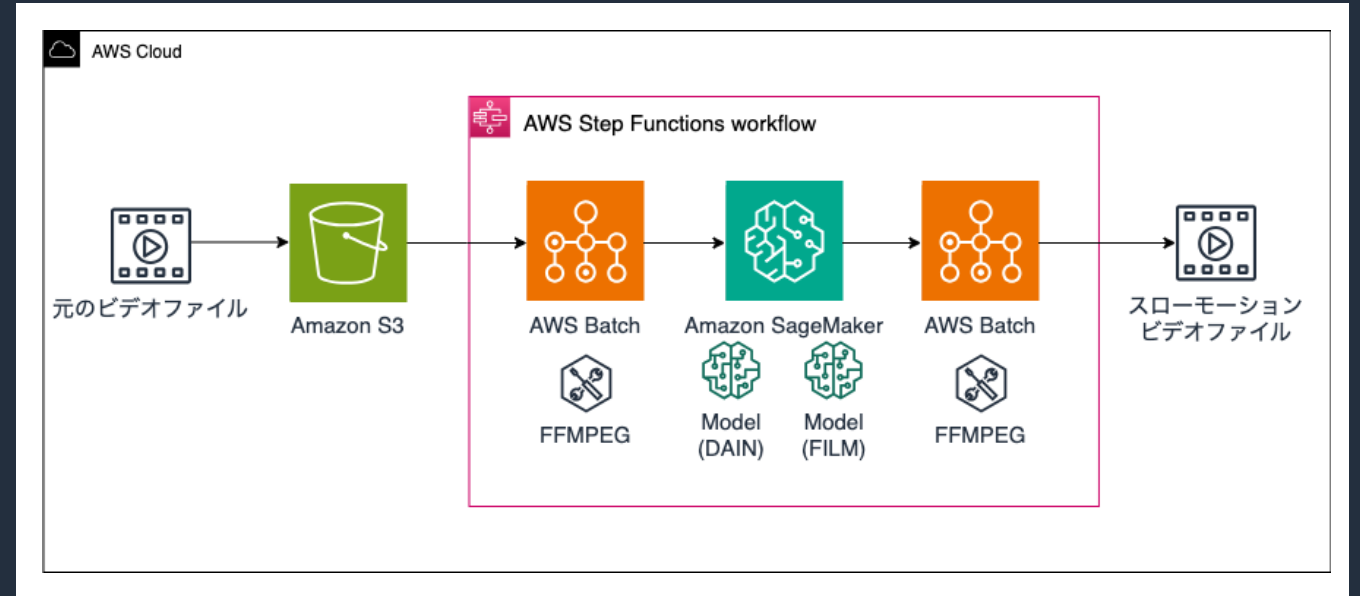 AWS Cloud
AWS Step Functions workflow
元のビデオファイル
Amazon S3
AWS Batch
Amazon SageMaker
AWS Batch
スローモーション
ビデオファイル
FFMPEG
Model
(DAIN)
Model
(FILM)
FFMPEG